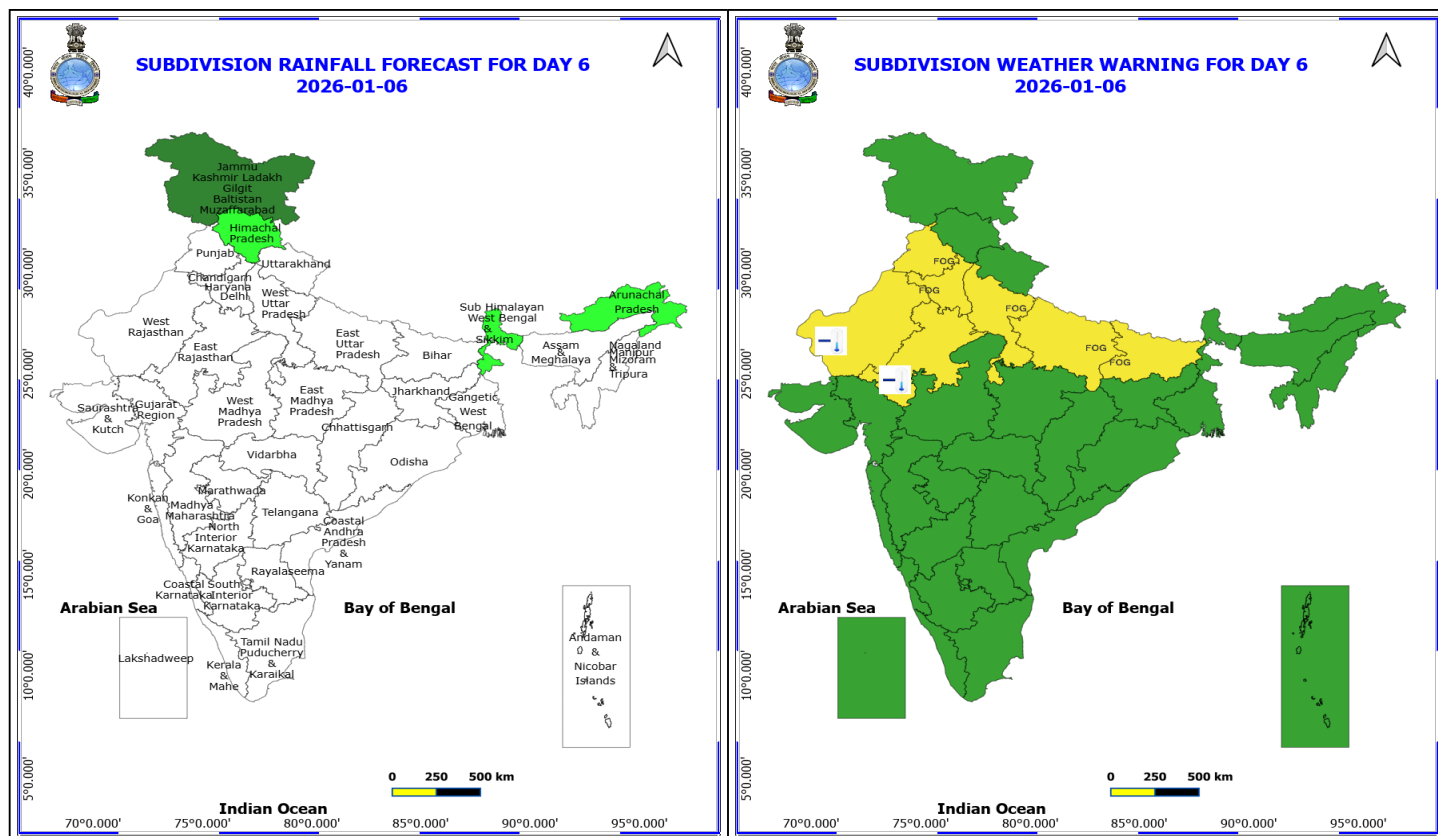 SUBDIVISION RAINFALL FORECAST FOR DAY 6
2026-01-06
40°0.000'
35°0.000'
30°0.000'
25°0.000'
20°0.000'
15°0.000'
10°0.000'
5°0.000'
Jammu
Kashmir Ladakh
Gilgit
Baltistan
Muzaffarabad
Himachal
Pradesh
Punjab
Uttarakhand
Chandigarh
Haryana
Delhi
West
Uttar
Pradesh
West
Rajasthan
East
Rajasthan
East
Uttar
Pradesh
Bihar
Sub Himalayan
West Bengal
&
Sikkim
Arunachal
Pradesh
Assam
&
Meghalaya
Nagaland
Manipur
Mizoram
&
Tripura
Saurashtra
&
Kutch
Gujarat
Region
West
Madhya
Pradesh
East
Madhya
Pradesh
Jharkhand
Gangetic
West
Bengal
Chhattisgarh
Vidarbha
Odisha
Konkan
&
Goa
Madhya
Maharashtra
Marathwada
Telangana
North
Interior
Karnataka
Coastal
Andhra
Pradesh
&
Yanam
Rayalaseema
Coastal
Karnataka
South
Interior
Karnataka
Arabian Sea
Bay of Bengal
Lakshadweep
Kerala
&
Mahe
Tamil Nadu
Puducherry
&
Karaikal
Andaman
&
Nicobar
Islands
0 250 500 km
Indian Ocean
70°0.000' 75°0.000' 80°0.000' 85°0.000' 90°0.000' 95°0.000'
SUBDIVISION WEATHER WARNING FOR DAY 6
2026-01-06
40°0.000'
35°0.000'
30°0.000'
25°0.000'
20°0.000'
15°0.000'
10°0.000'
5°0.000'
FOG
FOG
FOG
FOG
FOG
Arabian Sea
Bay of Bengal
0 250 500 km
Indian Ocean
70°0.000' 75°0.000' 80°0.000' 85°0.000' 90°0.000' 95°0.000'